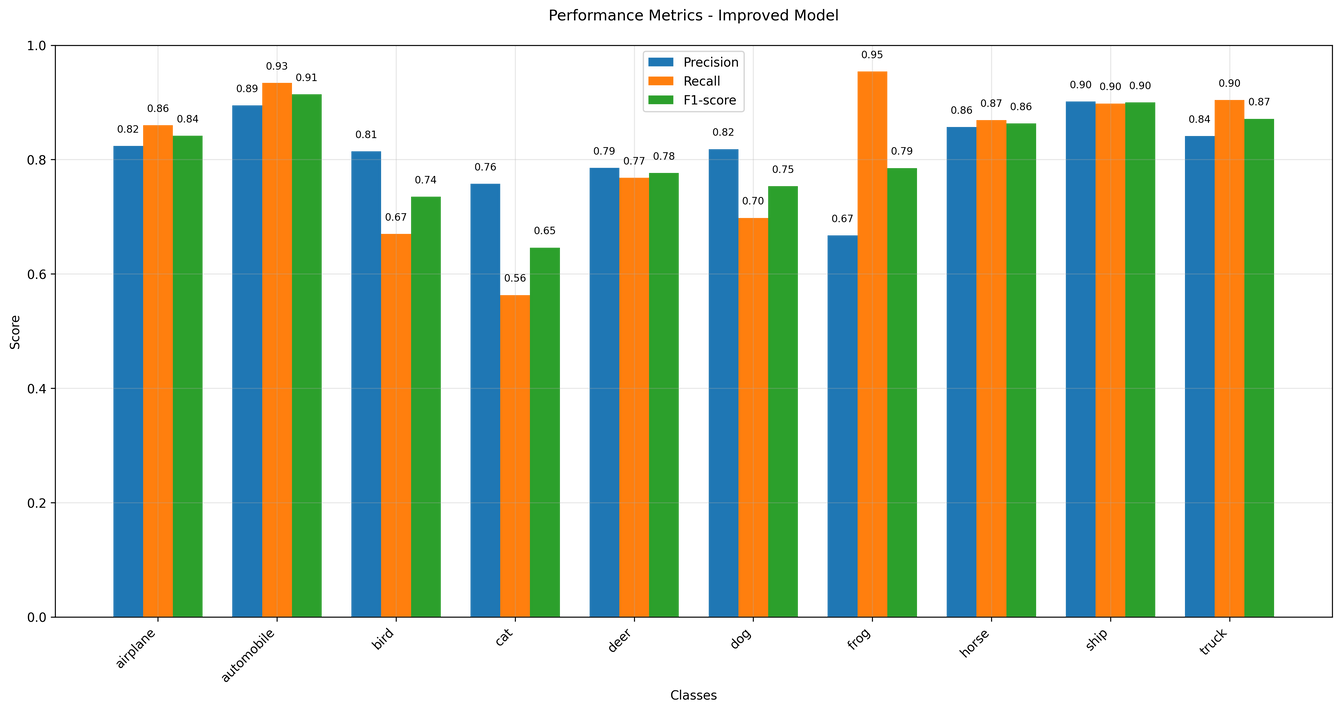 Performance Metrics - Improved Model
Precision
Recall
F1-score
1.0
0.8
0.6
0.4
0.2
0.0
Score
0.82 0.86 0.84
0.89 0.93 0.91
0.81 0.67 0.74
0.76 0.56 0.65
0.79 0.77 0.78
0.82 0.70 0.75
0.67 0.95 0.79
0.86 0.87 0.86
0.90 0.90 0.90
0.84 0.90 0.87
airplane
automobile
bird
cat
deer
dog
frog
horse
ship
truck
Classes